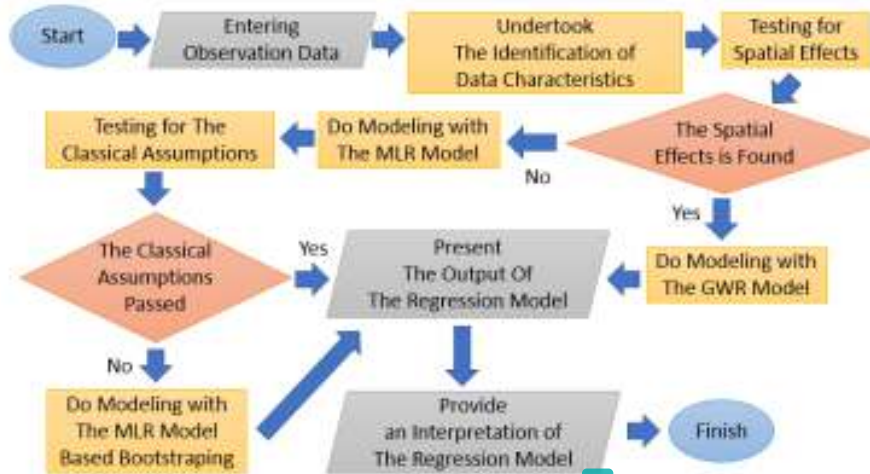 Start
Entering
Observation Data
Undertook
The Identification of
Data Characteristics
Testing for
Spatial Effects
The Spatial
Effects is Found
No
Yes
Do Modeling with
The MLR Model
Testing for The
Classical Assumptions
The Classical
Assumptions
Passed
Yes
No
Present
The Output Of
The Regression Model
Do Modeling with
The GWR Model
Do Modeling with
The MLR Model
Based Bootstraping
Provide
an Interpretation of
The Regression Model
Finish